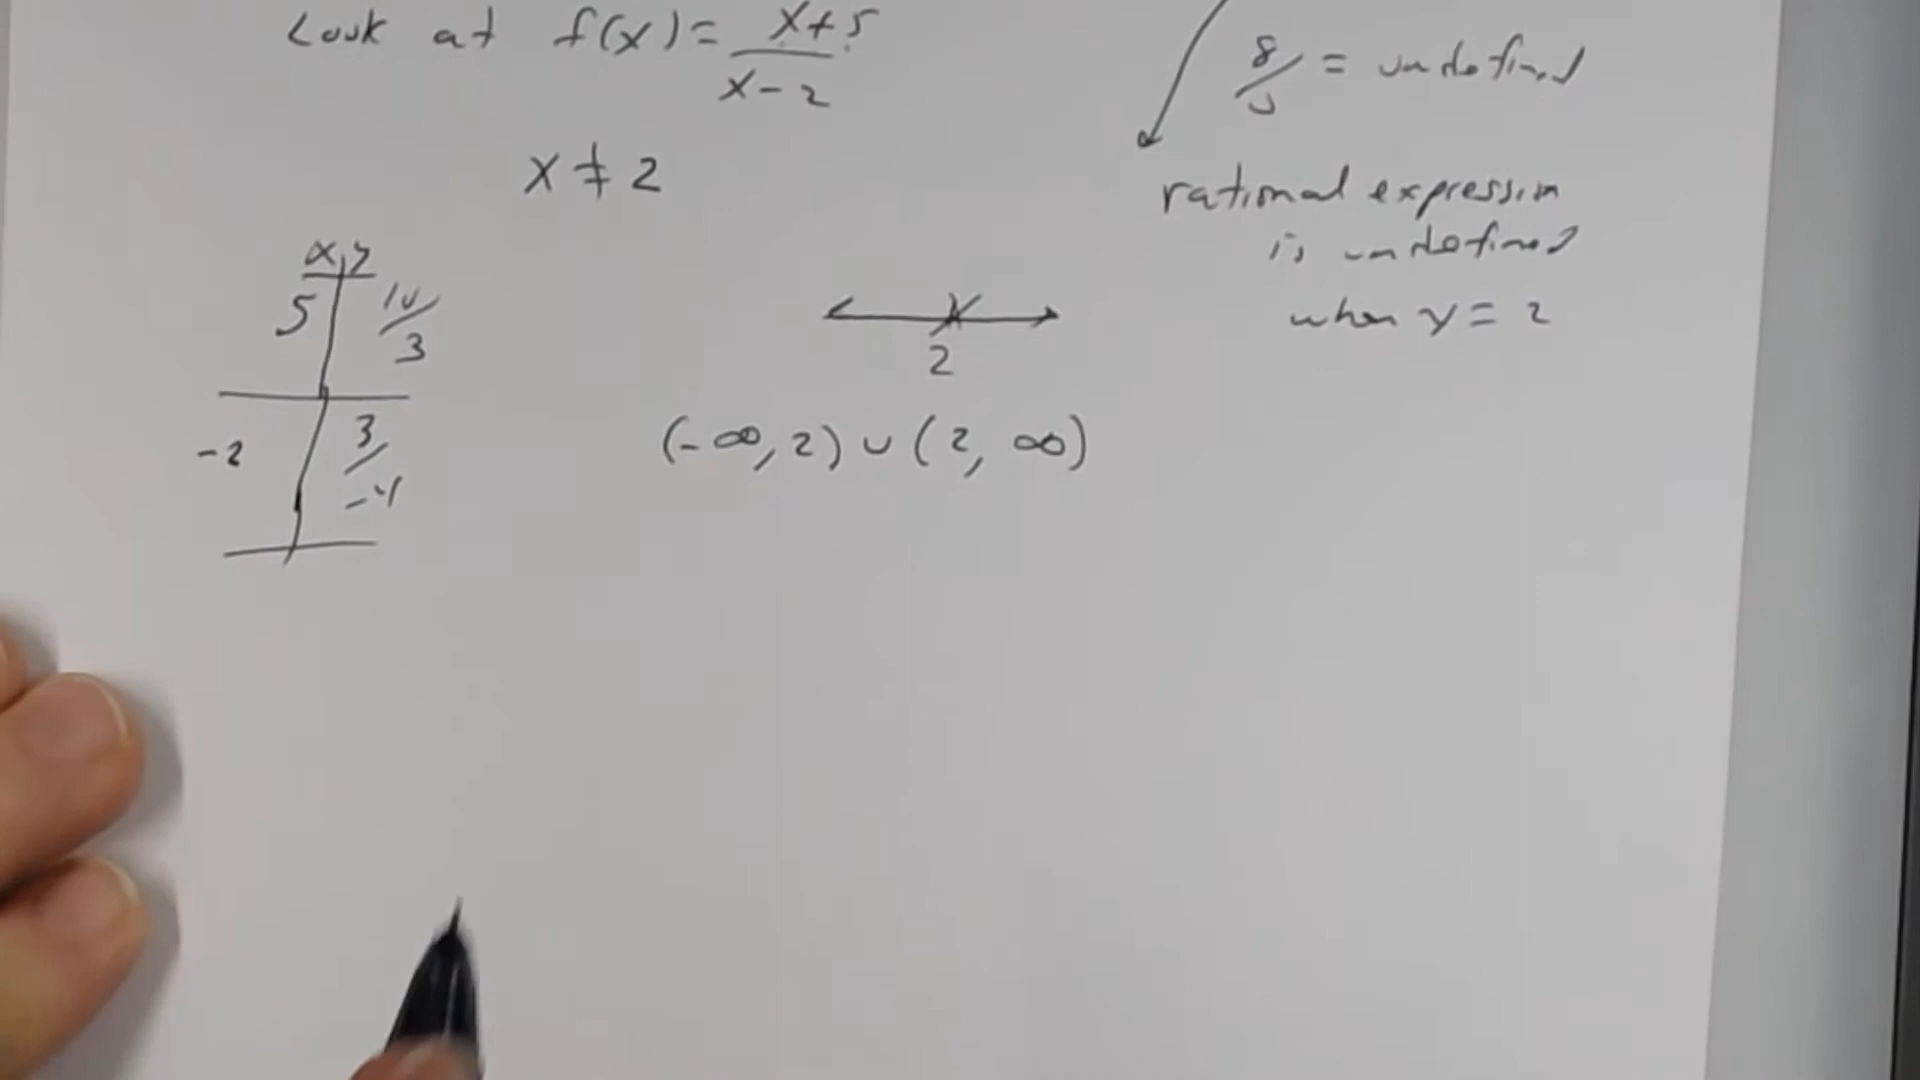 Look at f(x) = x+5
x-2
8/0 = undefined
x ≠ 2
rational expression
is undefined
when y = 2
x, y
5 10/3
-2 3/-4
2
(-∞, 2) ∪ (2, ∞)